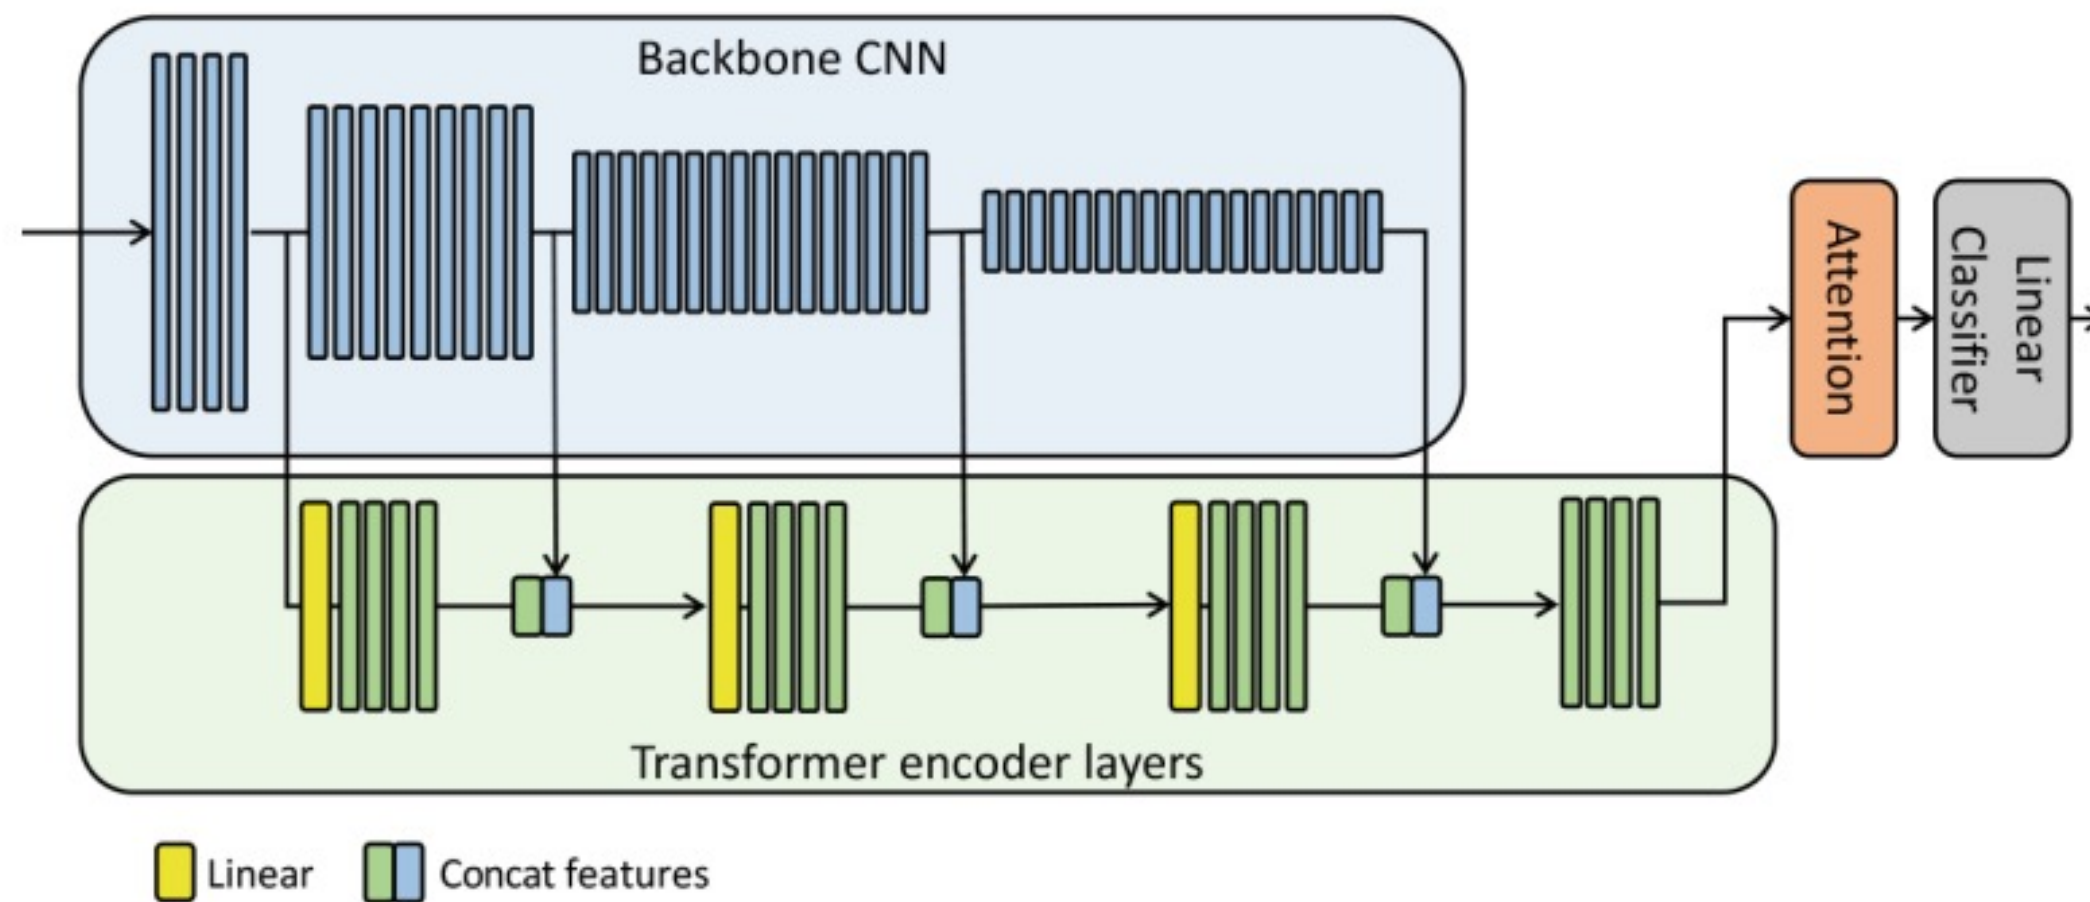 Backbone CNN
Attention
Linear
Classifier
Transformer encoder layers
Linear
Concat features